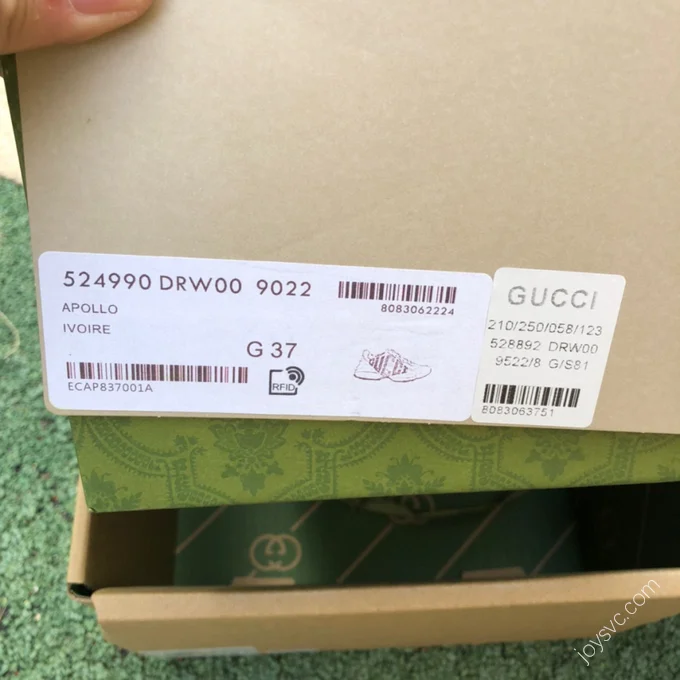 524990 DRW00 9022
8083062224
APOLLO
IVOIRE
G 37
ECAP837001A
RFID
GUCCI
210/250/058/123
528892 DRW00
9522/8 G/S81
8083063751
joysvc.com